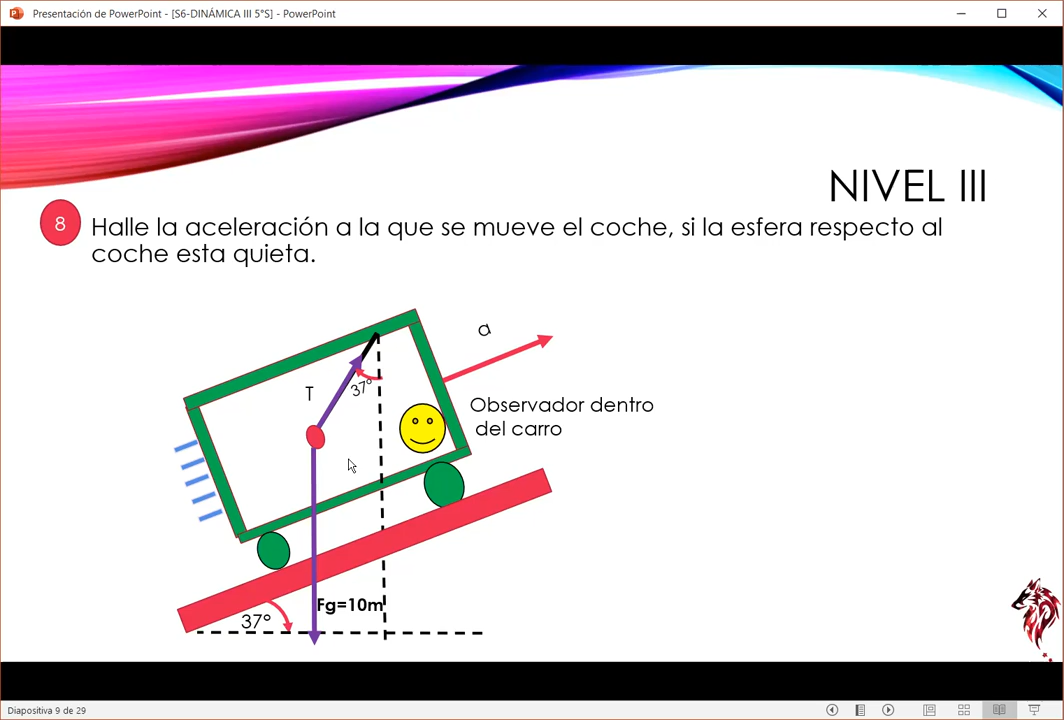 Presentación de PowerPoint - [S6-DINÁMICA III 5°S] - PowerPoint
NIVEL III
8
Halle la aceleración a la que se mueve el coche, si la esfera respecto al
coche esta quieta.
a
T
37°
Observador dentro
del carro
Fg=10m
37°
Diapositiva 9 de 29